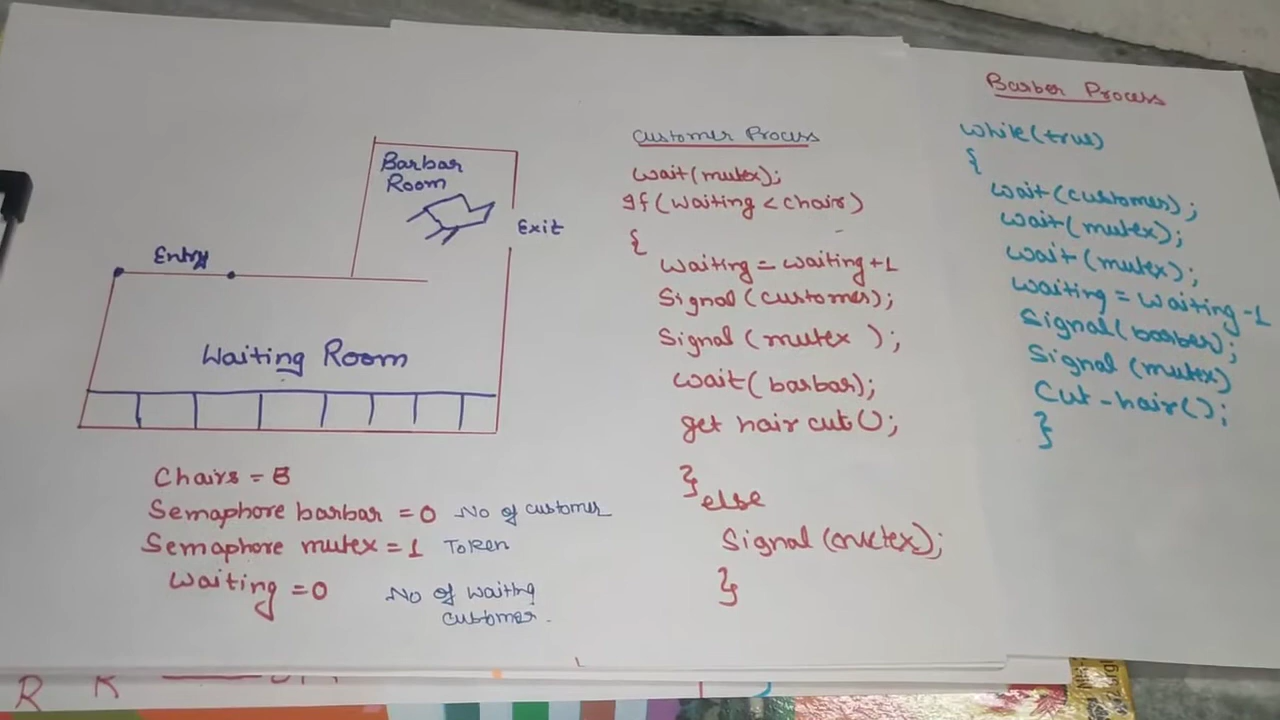 Barbar
Room
Exit
Entry
Waiting Room
Chairs = 8
Semaphore barbar = 0 No of customer
Semaphore mutex = 1 Token
Waiting = 0 No of waiting
customer.
Customer Process
wait(mutex);
If (waiting < chair)
{
Waiting = waiting+1
Signal (customer);
Signal (mutex );
wait( barbar);
get hair cut();
}
else
Signal (mutex);
}
Barber Process
While(true)
{
wait(customer);
wait(mutex);
wait (mutex);
waiting = waiting -1
Signal(barber);
Signal (mutex)
Cut-hair();
}
R K